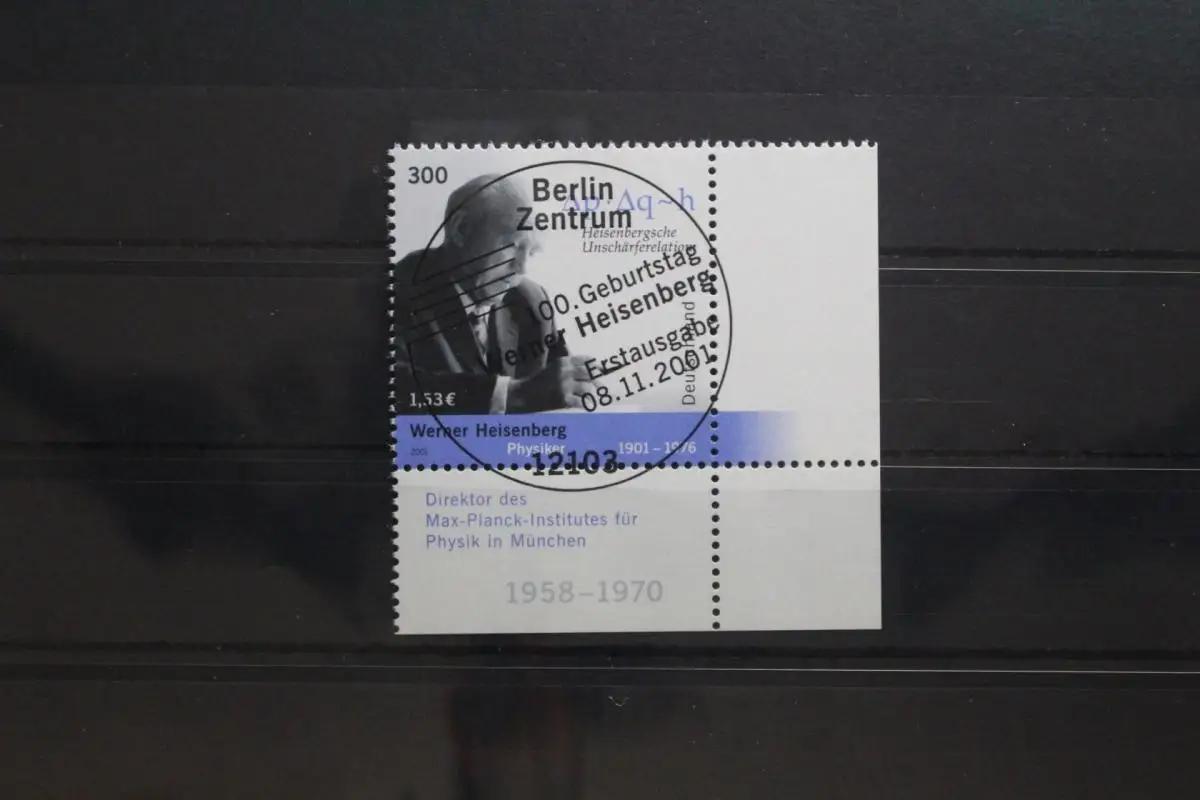 300
Berlin
Zentrum
Δp·Δq~h
Heisenbergsche
Unschärferelation
100. Geburtstag
Werner Heisenberg
Erstausgabe
08.11.2001
Deutschland
1,53 €
Werner Heisenberg
Physiker 1901–1976
2001
12103
Direktor des
Max-Planck-Institutes für
Physik in München
1958–1970